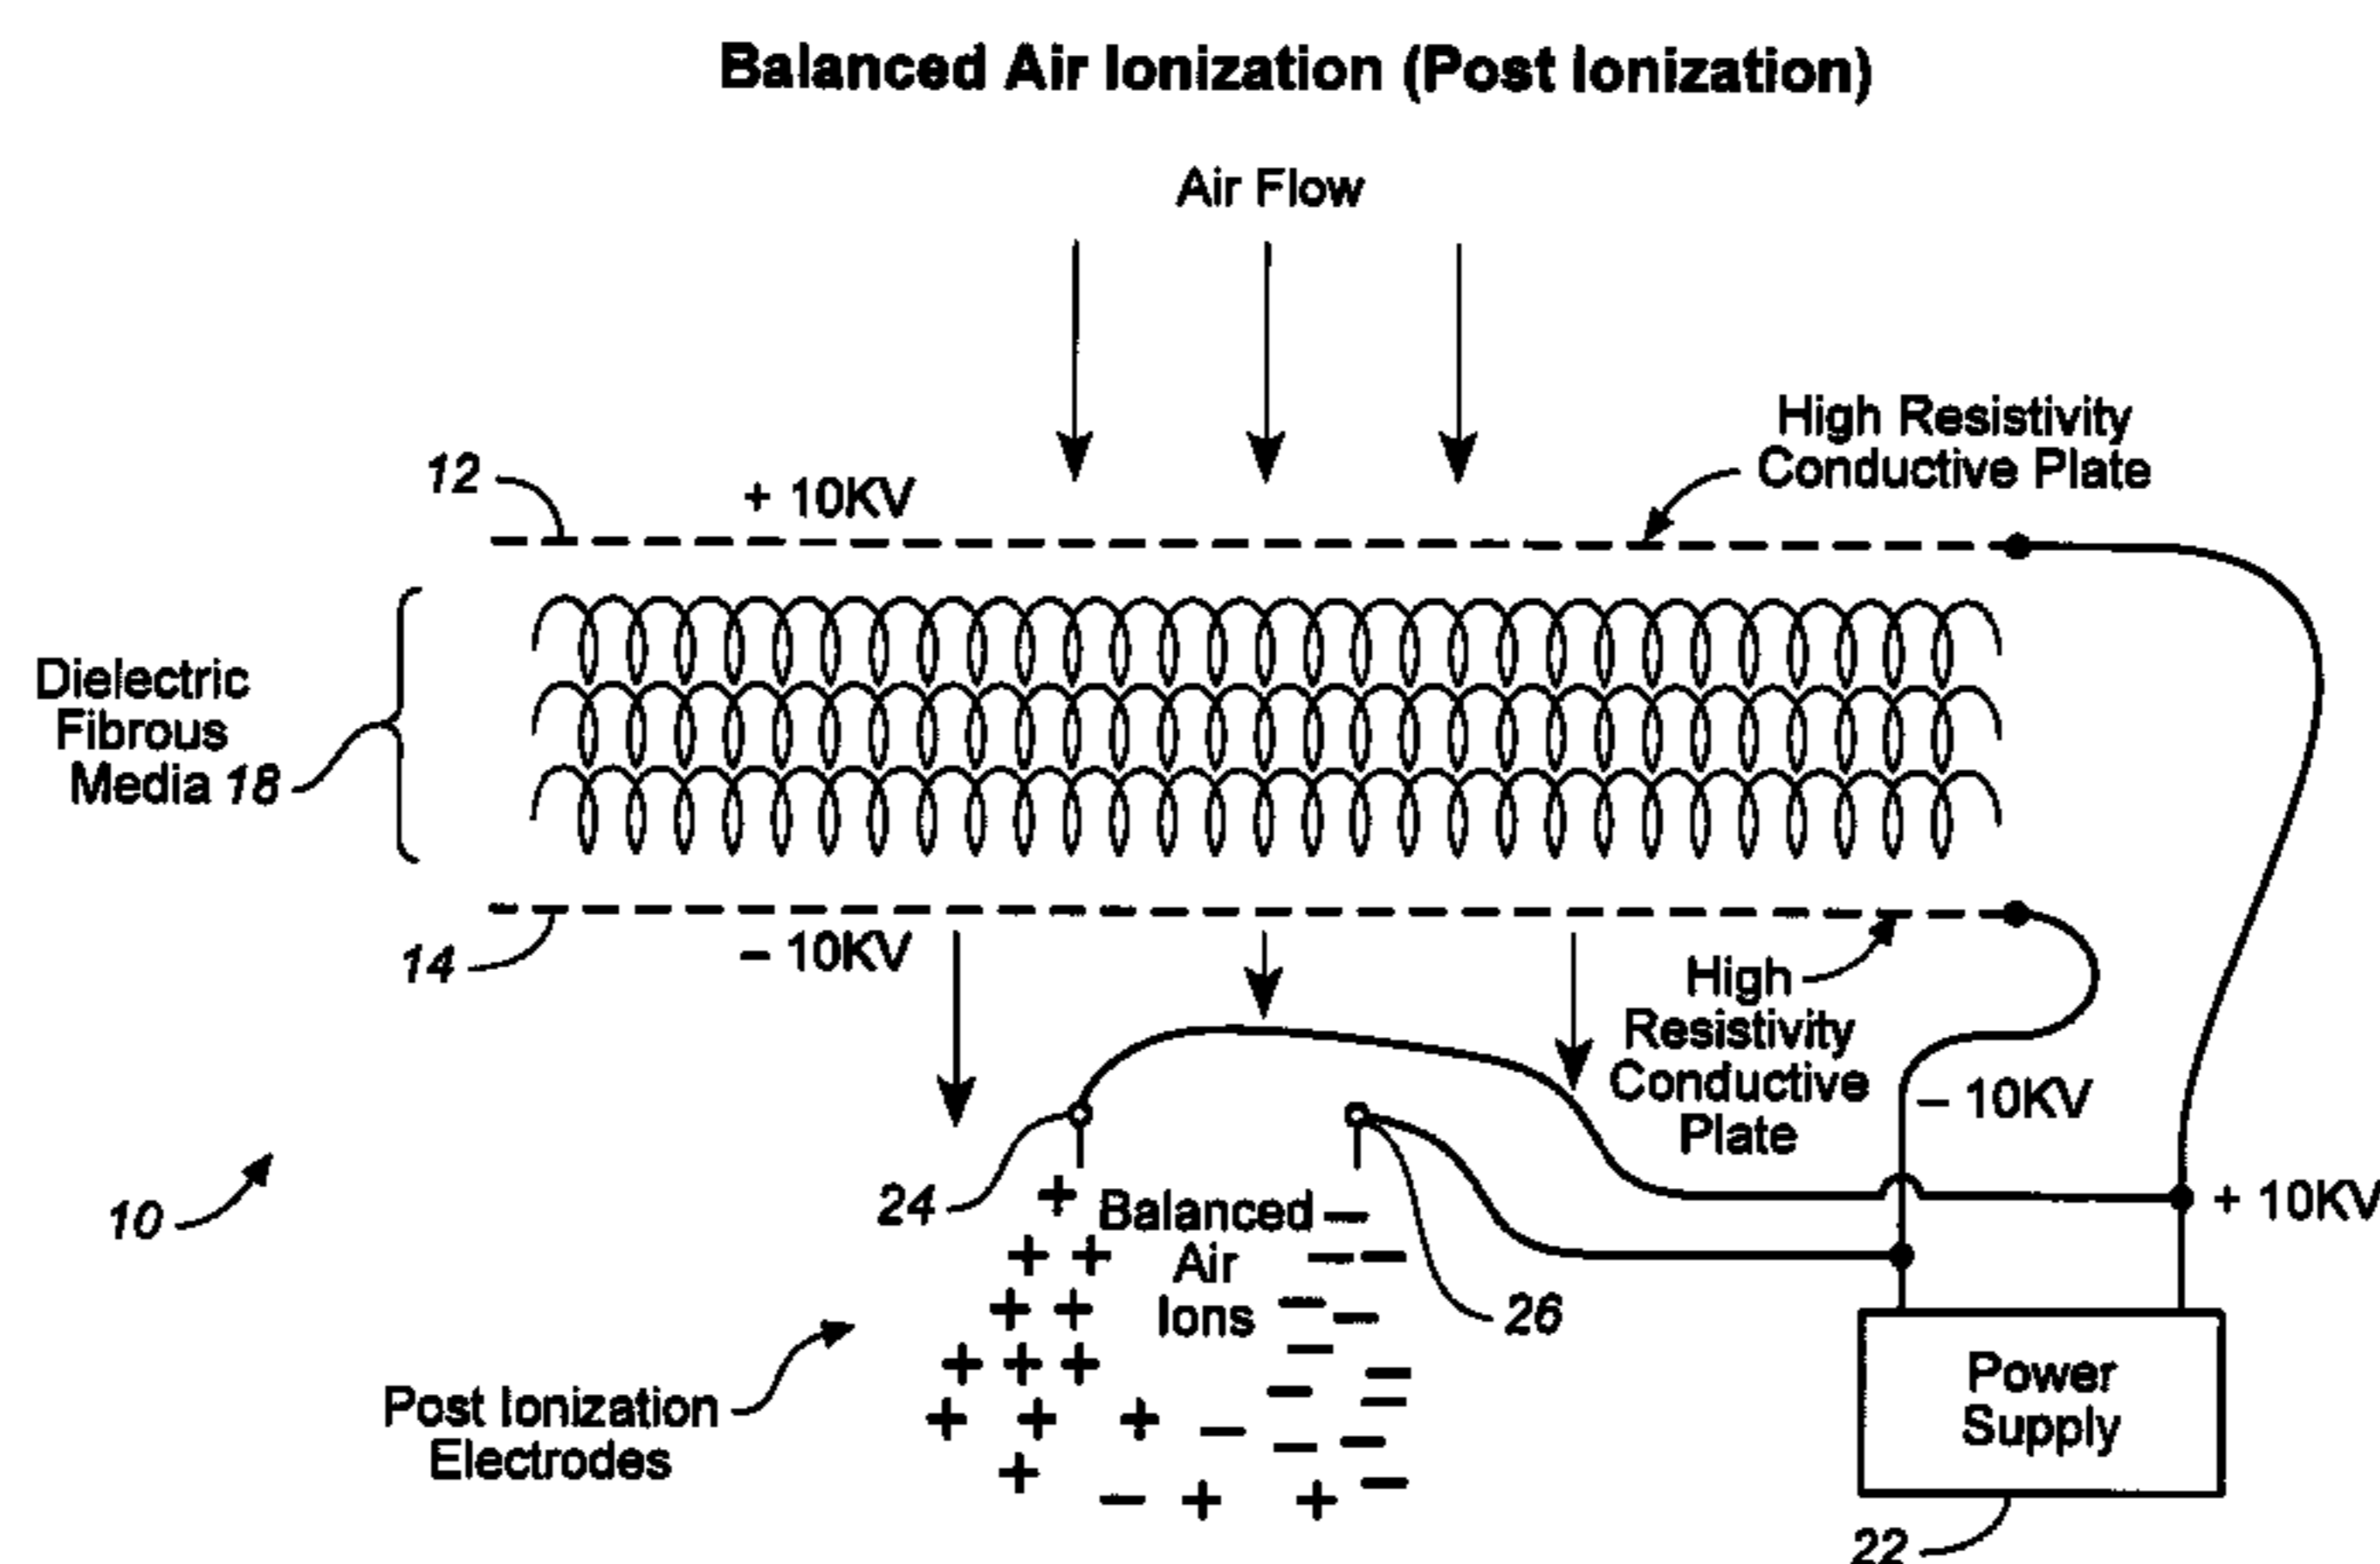 Balanced Air Ionization (Post Ionization)
Air Flow
High Resistivity
Conductive Plate
12
+ 10KV
Dielectric
Fibrous
Media 18
14
– 10KV
High
Resistivity
Conductive
Plate
– 10KV
24
10
+ 10KV
Balanced
Air
Ions
26
Post Ionization
Electrodes
Power
Supply
22